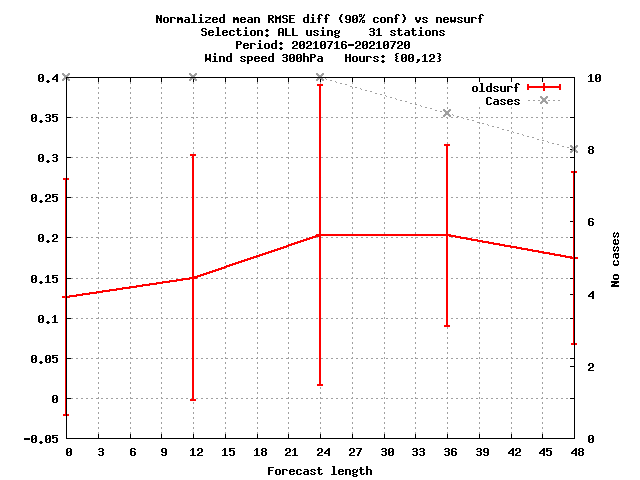 Normalized mean RMSE diff (90% conf) vs newsurf
Selection: ALL using    31 stations
Period: 20210716-20210720
Wind speed 300hPa   Hours: {00,12}
oldsurf
Cases
0.4
0.35
0.3
0.25
0.2
0.15
0.1
0.05
0
-0.05
10
8
6
4
2
0
No cases
0 3 6 9 12 15 18 21 24 27 30 33 36 39 42 45 48
Forecast length